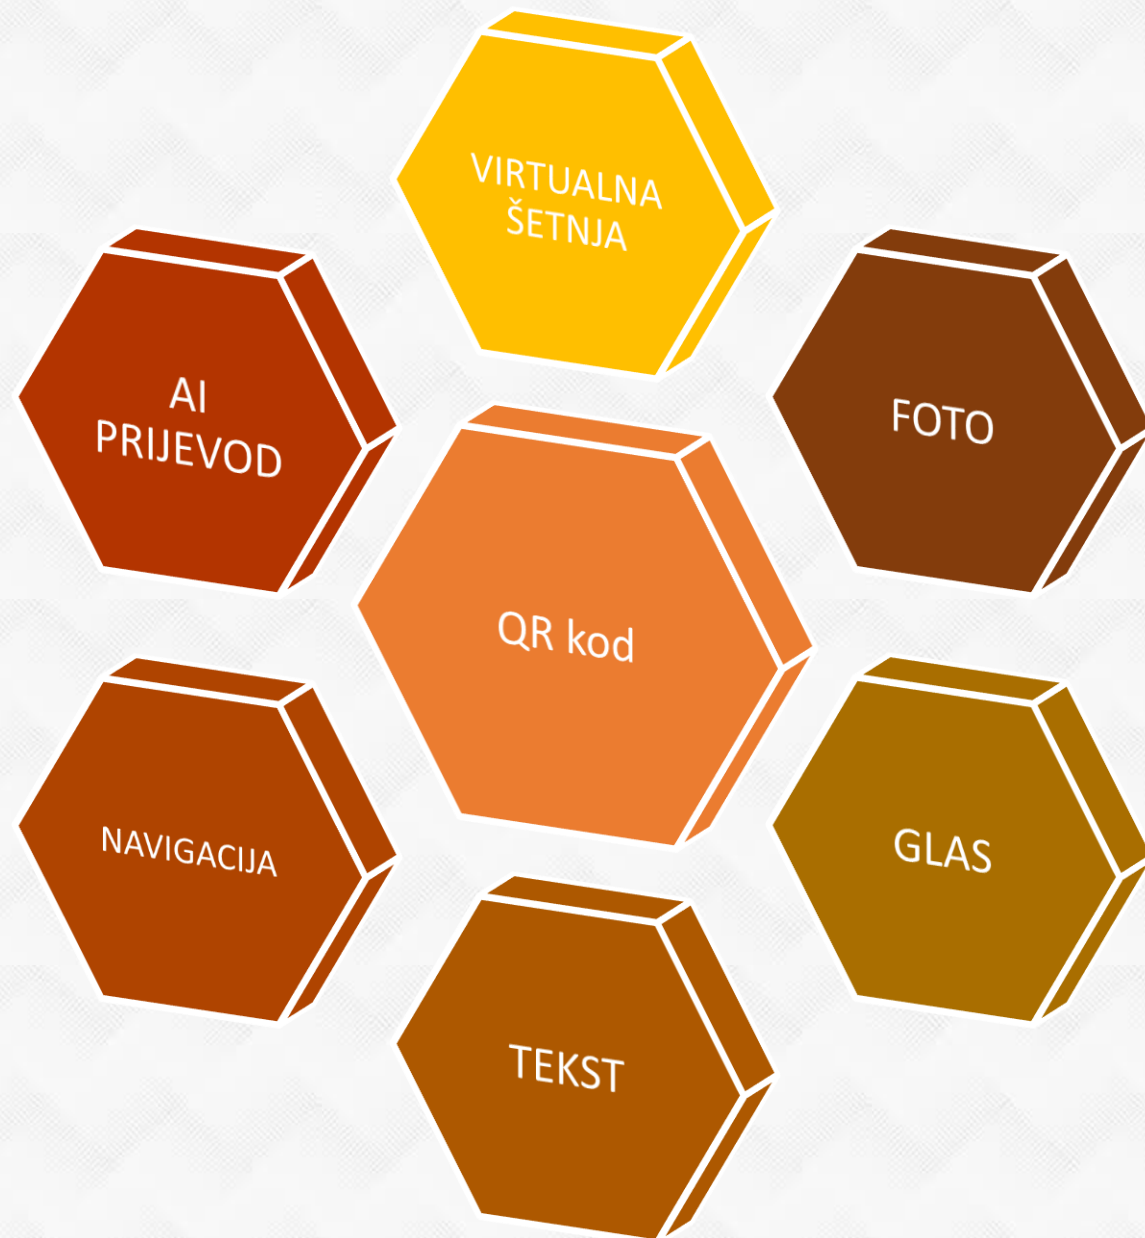 VIRTUALNA
ŠETNJA
AI
PRIJEVOD
FOTO
QR kod
NAVIGACIJA
GLAS
TEKST